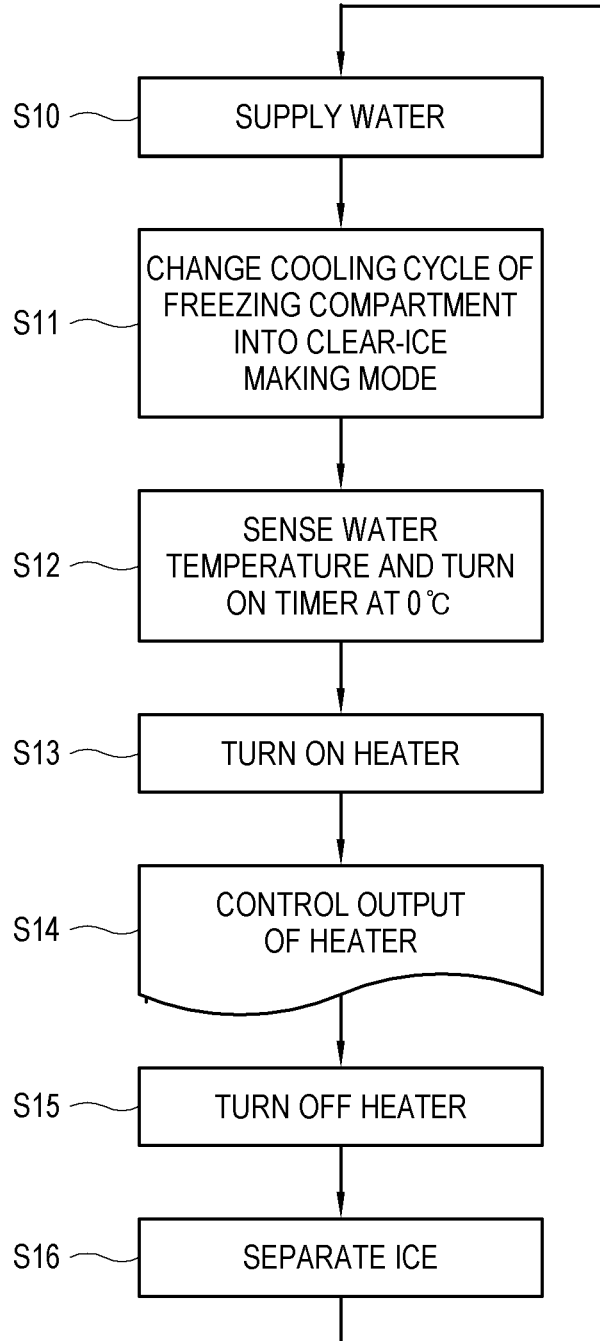 S10
SUPPLY WATER
S11
CHANGE COOLING CYCLE OF
FREEZING COMPARTMENT
INTO CLEAR-ICE
MAKING MODE
S12
SENSE WATER
TEMPERATURE AND TURN
ON TIMER AT 0℃
S13
TURN ON HEATER
S14
CONTROL OUTPUT
OF HEATER
S15
TURN OFF HEATER
S16
SEPARATE ICE